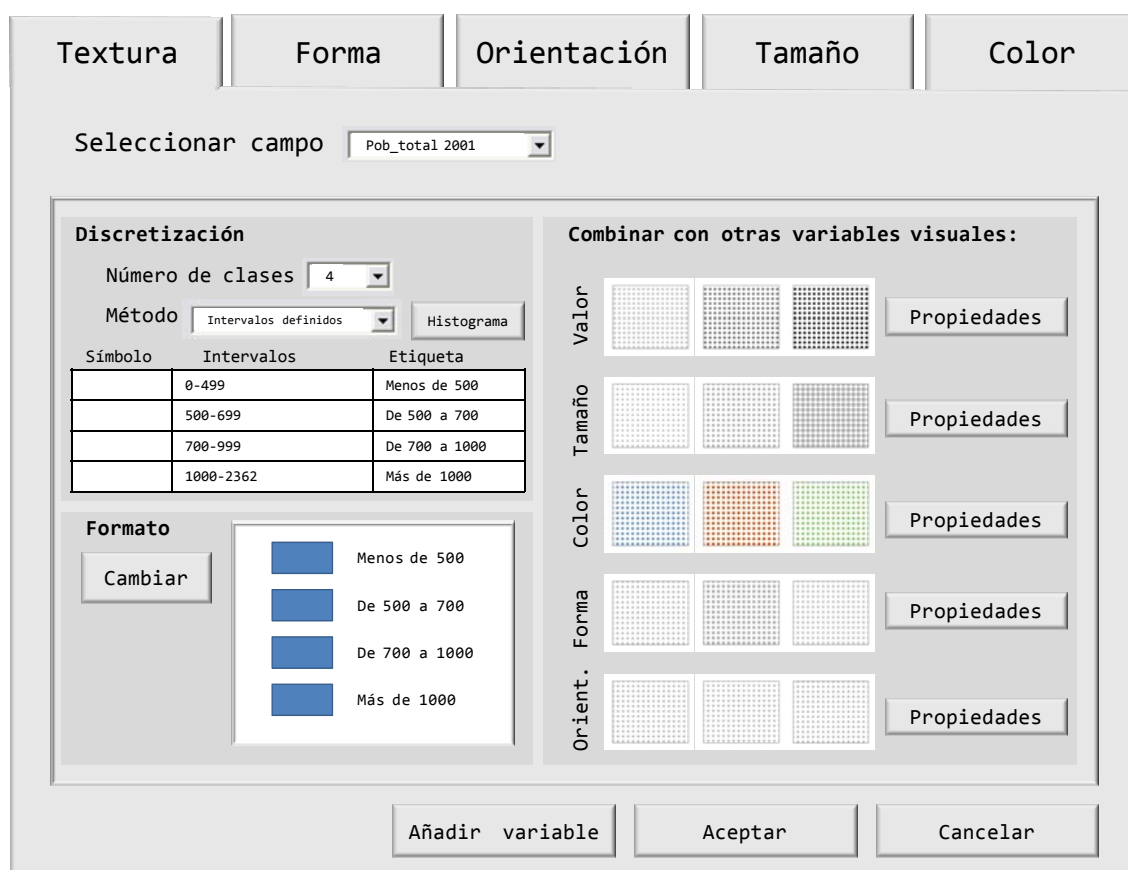 Textura Forma Orientación Tamaño Color
Seleccionar campo Pob_total 2001
Discretización
Número de clases 4
Método Intervalos definidos Histograma
Símbolo Intervalos Etiqueta
0-499 Menos de 500
500-699 De 500 a 700
700-999 De 700 a 1000
1000-2362 Más de 1000
Formato
Cambiar
Menos de 500
De 500 a 700
De 700 a 1000
Más de 1000
Combinar con otras variables visuales:
Valor Propiedades
Tamaño Propiedades
Color Propiedades
Forma Propiedades
Orient. Propiedades
Añadir variable Aceptar Cancelar